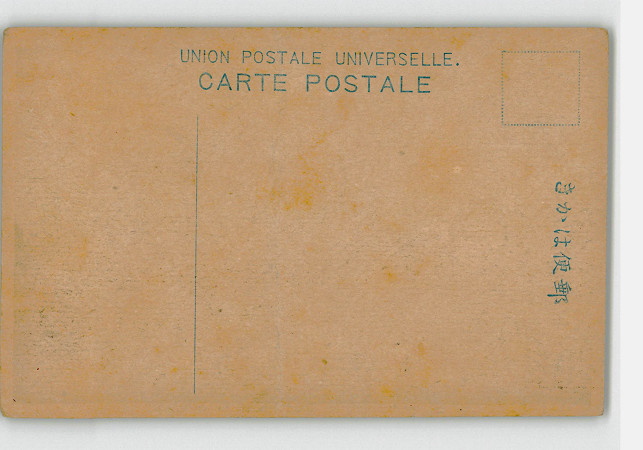 UNION POSTALE UNIVERSELLE.
CARTE POSTALE
郵便はかき